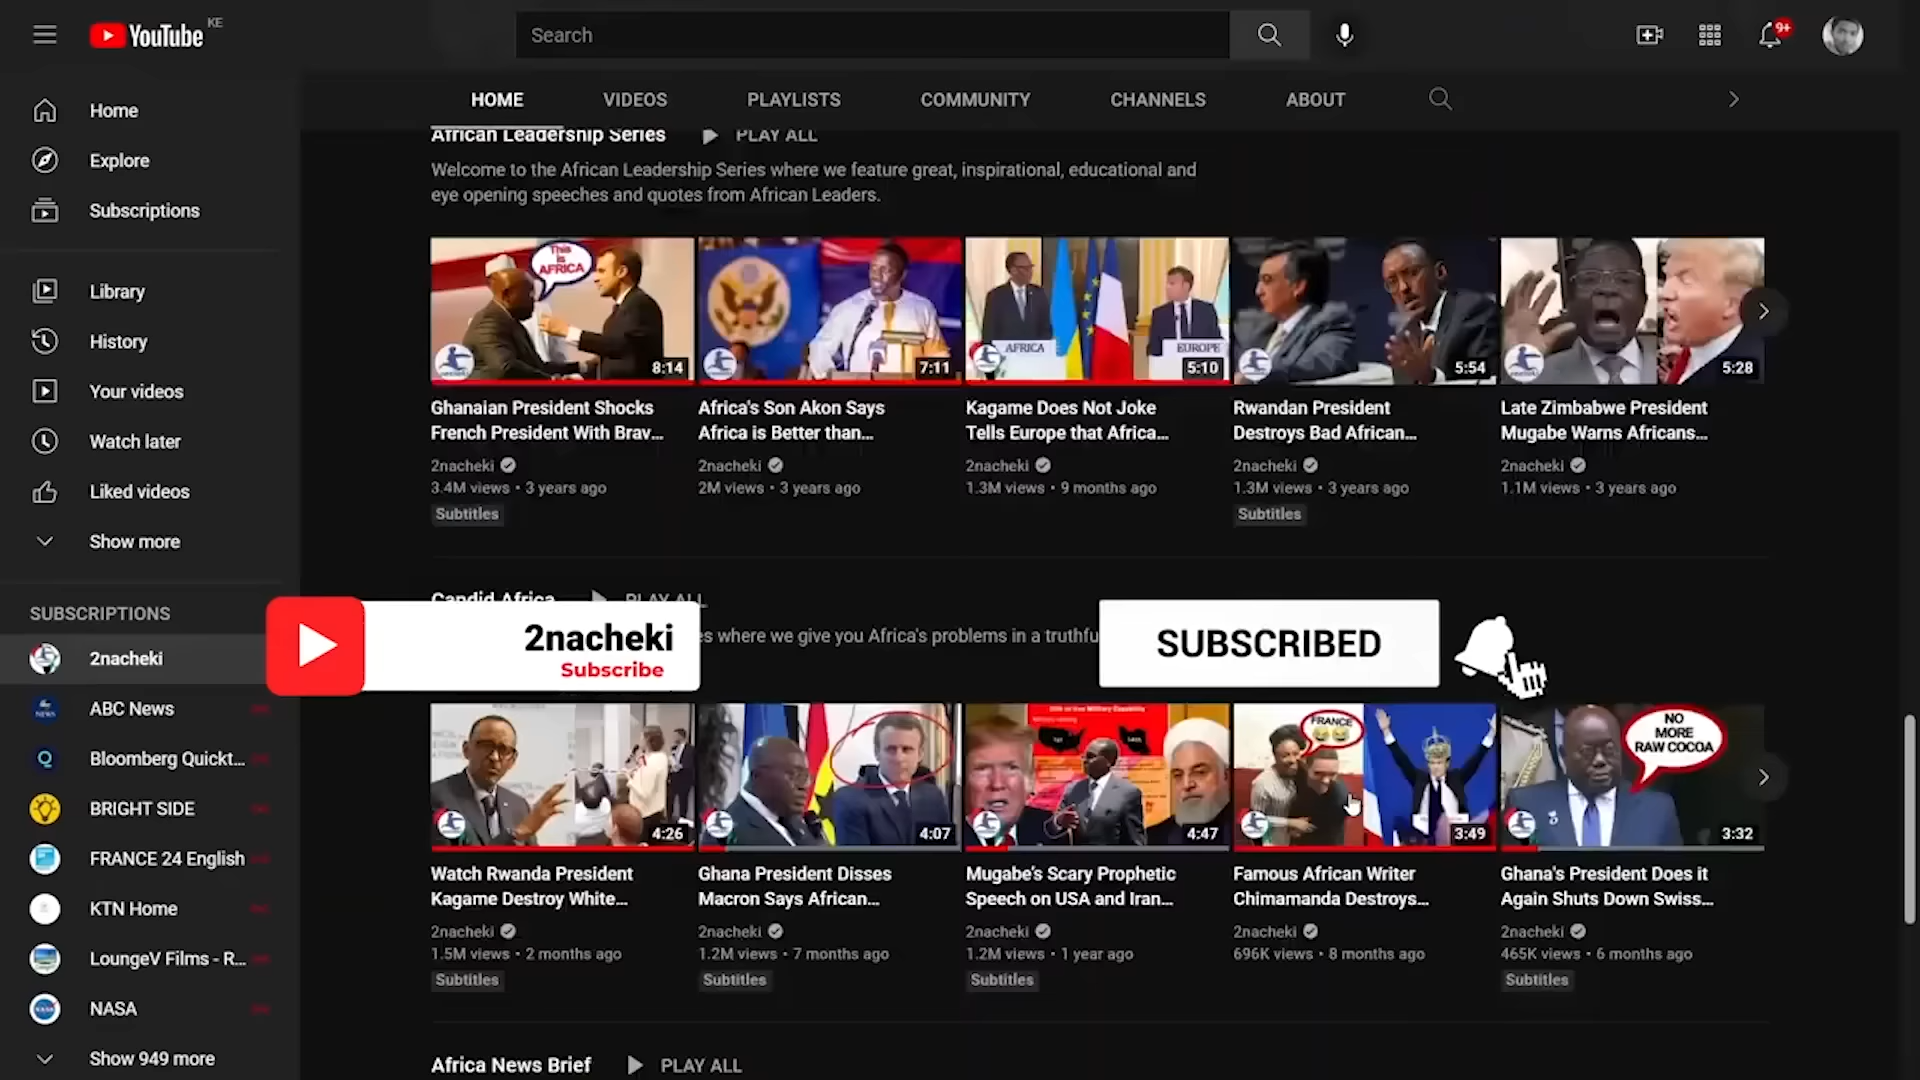 YouTube KE
Search
9+
HOME VIDEOS PLAYLISTS COMMUNITY CHANNELS ABOUT
Home
Explore
Subscriptions
Library
History
Your videos
Watch later
Liked videos
Show more
SUBSCRIPTIONS
2nacheki
ABC News
Bloomberg Quickt...
BRIGHT SIDE
FRANCE 24 English
KTN Home
LoungeV Films - R...
NASA
Show 949 more
African Leadership Series PLAY ALL
Welcome to the African Leadership Series where we feature great, inspirational, educational and
eye opening speeches and quotes from African Leaders.
This
is
AFRICA
8:14
7:11
AFRICA
EUROPE
5:10
5:54
5:28
Ghanaian President Shocks
French President With Brav...
2nacheki
3.4M views • 3 years ago
Subtitles
Africa's Son Akon Says
Africa is Better than...
2nacheki
2M views • 3 years ago
Kagame Does Not Joke
Tells Europe that Africa...
2nacheki
1.3M views • 9 months ago
Rwandan President
Destroys Bad African...
2nacheki
1.3M views • 3 years ago
Subtitles
Late Zimbabwe President
Mugabe Warns Africans...
2nacheki
1.1M views • 3 years ago
Candid Africa PLAY ALL
s where we give you Africa's problems in a truthfu
2nacheki
Subscribe
SUBSCRIBED
4:26
4:07
4:47
FRANCE
3:49
NO
MORE
RAW COCOA
3:32
Watch Rwanda President
Kagame Destroy White...
2nacheki
1.5M views • 2 months ago
Subtitles
Ghana President Disses
Macron Says African...
2nacheki
1.2M views • 7 months ago
Subtitles
Mugabe's Scary Prophetic
Speech on USA and Iran...
2nacheki
1.2M views • 1 year ago
Subtitles
Famous African Writer
Chimamanda Destroys...
2nacheki
696K views • 8 months ago
Ghana's President Does it
Again Shuts Down Swiss...
2nacheki
465K views • 6 months ago
Subtitles
Africa News Brief PLAY ALL